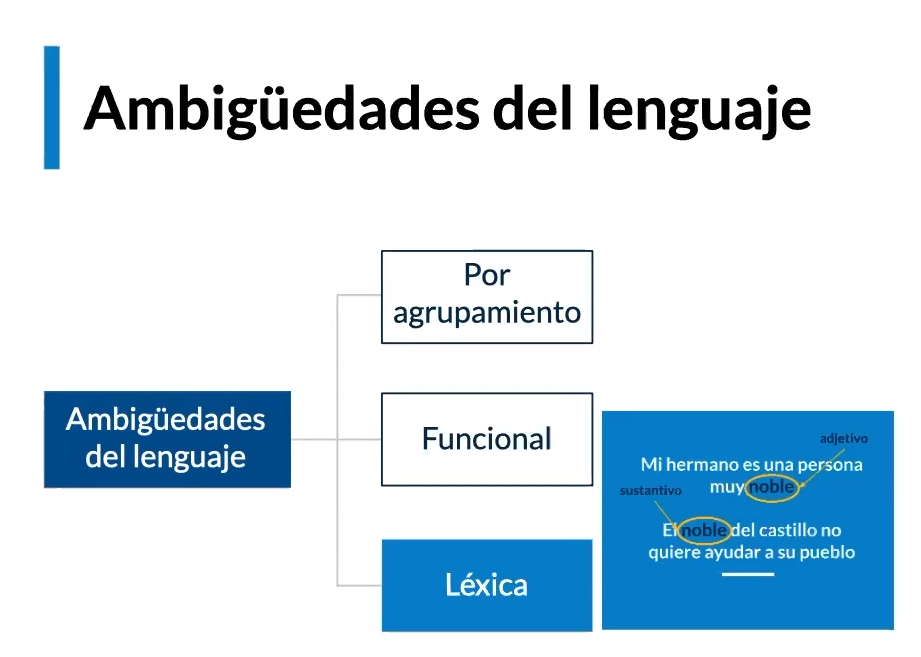 Ambigüedades del lenguaje
Por
agrupamiento
Ambigüedades
del lenguaje
Funcional
Léxica
adjetivo
Mi hermano es una persona
muy noble
sustantivo
El noble del castillo no
quiere ayudar a su pueblo